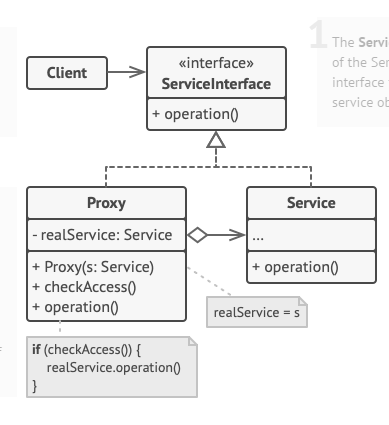 1
The Servi
of the Ser
interface
service ob
Client
«interface»
ServiceInterface
+ operation()
Proxy
- realService: Service
+ Proxy(s: Service)
+ checkAccess()
+ operation()
Service
...
+ operation()
realService = s
if (checkAccess()) {
realService.operation()
}